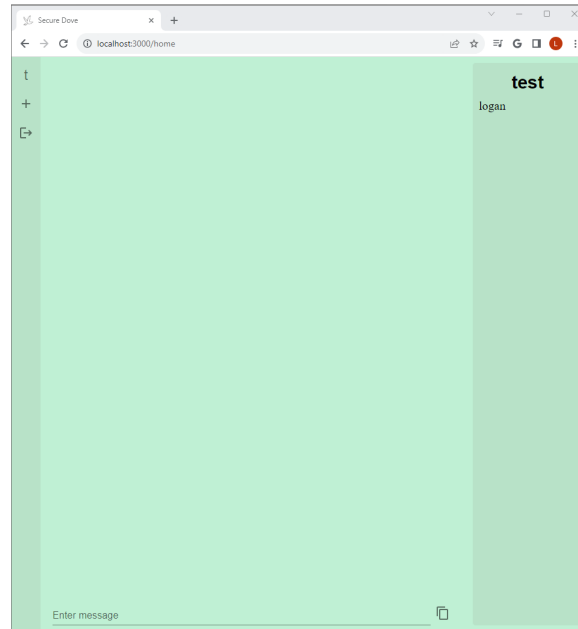 Secure Dove
localhost:3000/home
G
L
t
+
test
logan
Enter message